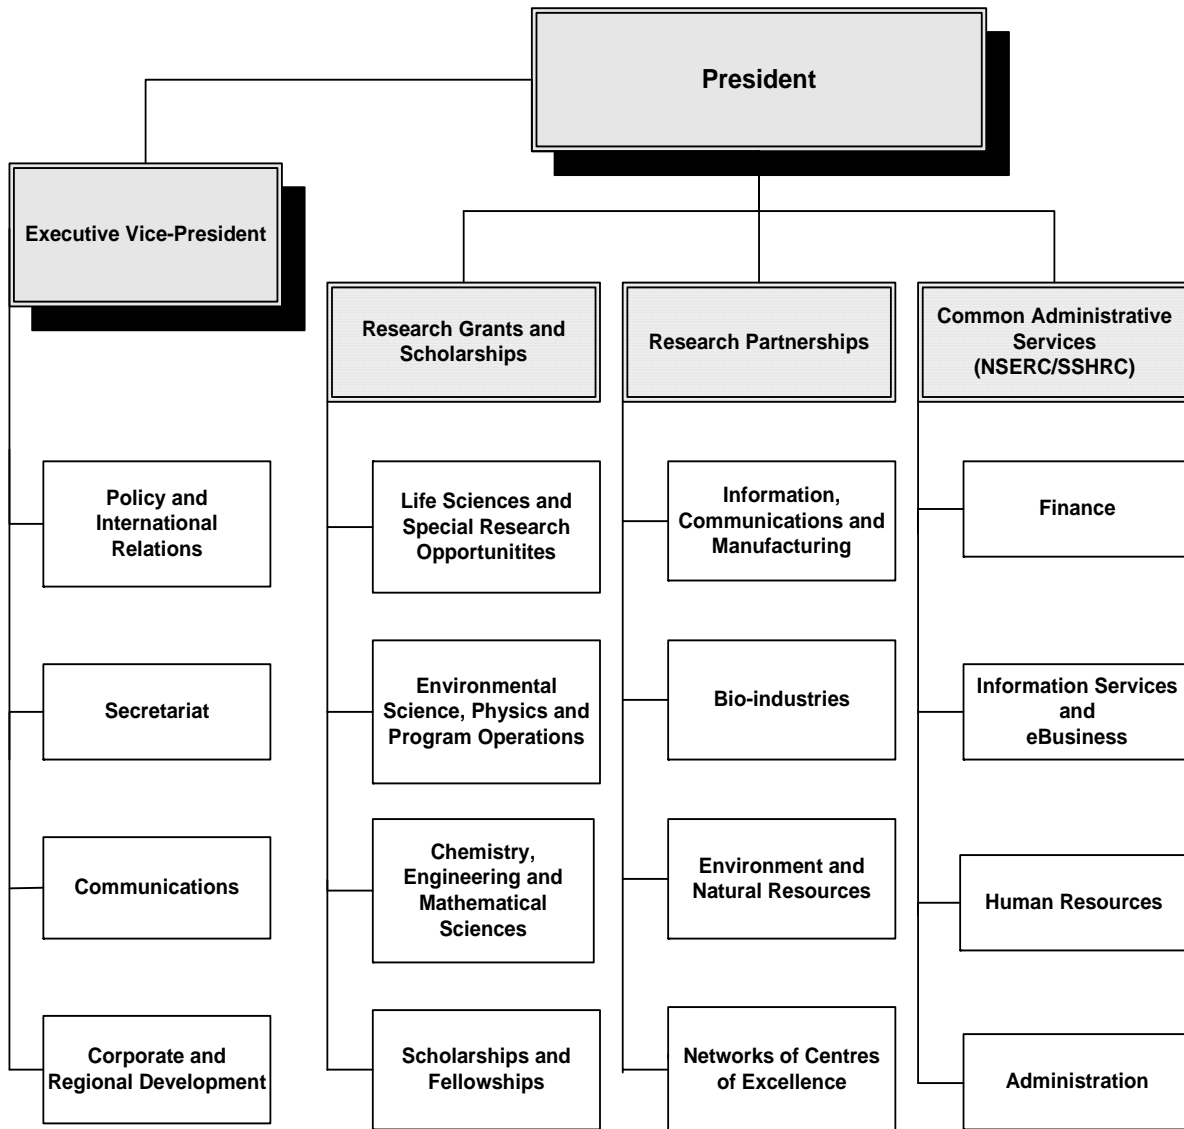 President
Executive Vice-President
Research Grants and
Scholarships
Research Partnerships
Common Administrative
Services
(NSERC/SSHRC)
Policy and
International
Relations
Life Sciences and
Special Research
Opportunitites
Information,
Communications and
Manufacturing
Finance
Secretariat
Environmental
Science, Physics and
Program Operations
Bio-industries
Information Services
and
eBusiness
Communications
Chemistry,
Engineering and
Mathematical
Sciences
Environment and
Natural Resources
Human Resources
Corporate and
Regional Development
Scholarships and
Fellowships
Networks of Centres
of Excellence
Administration